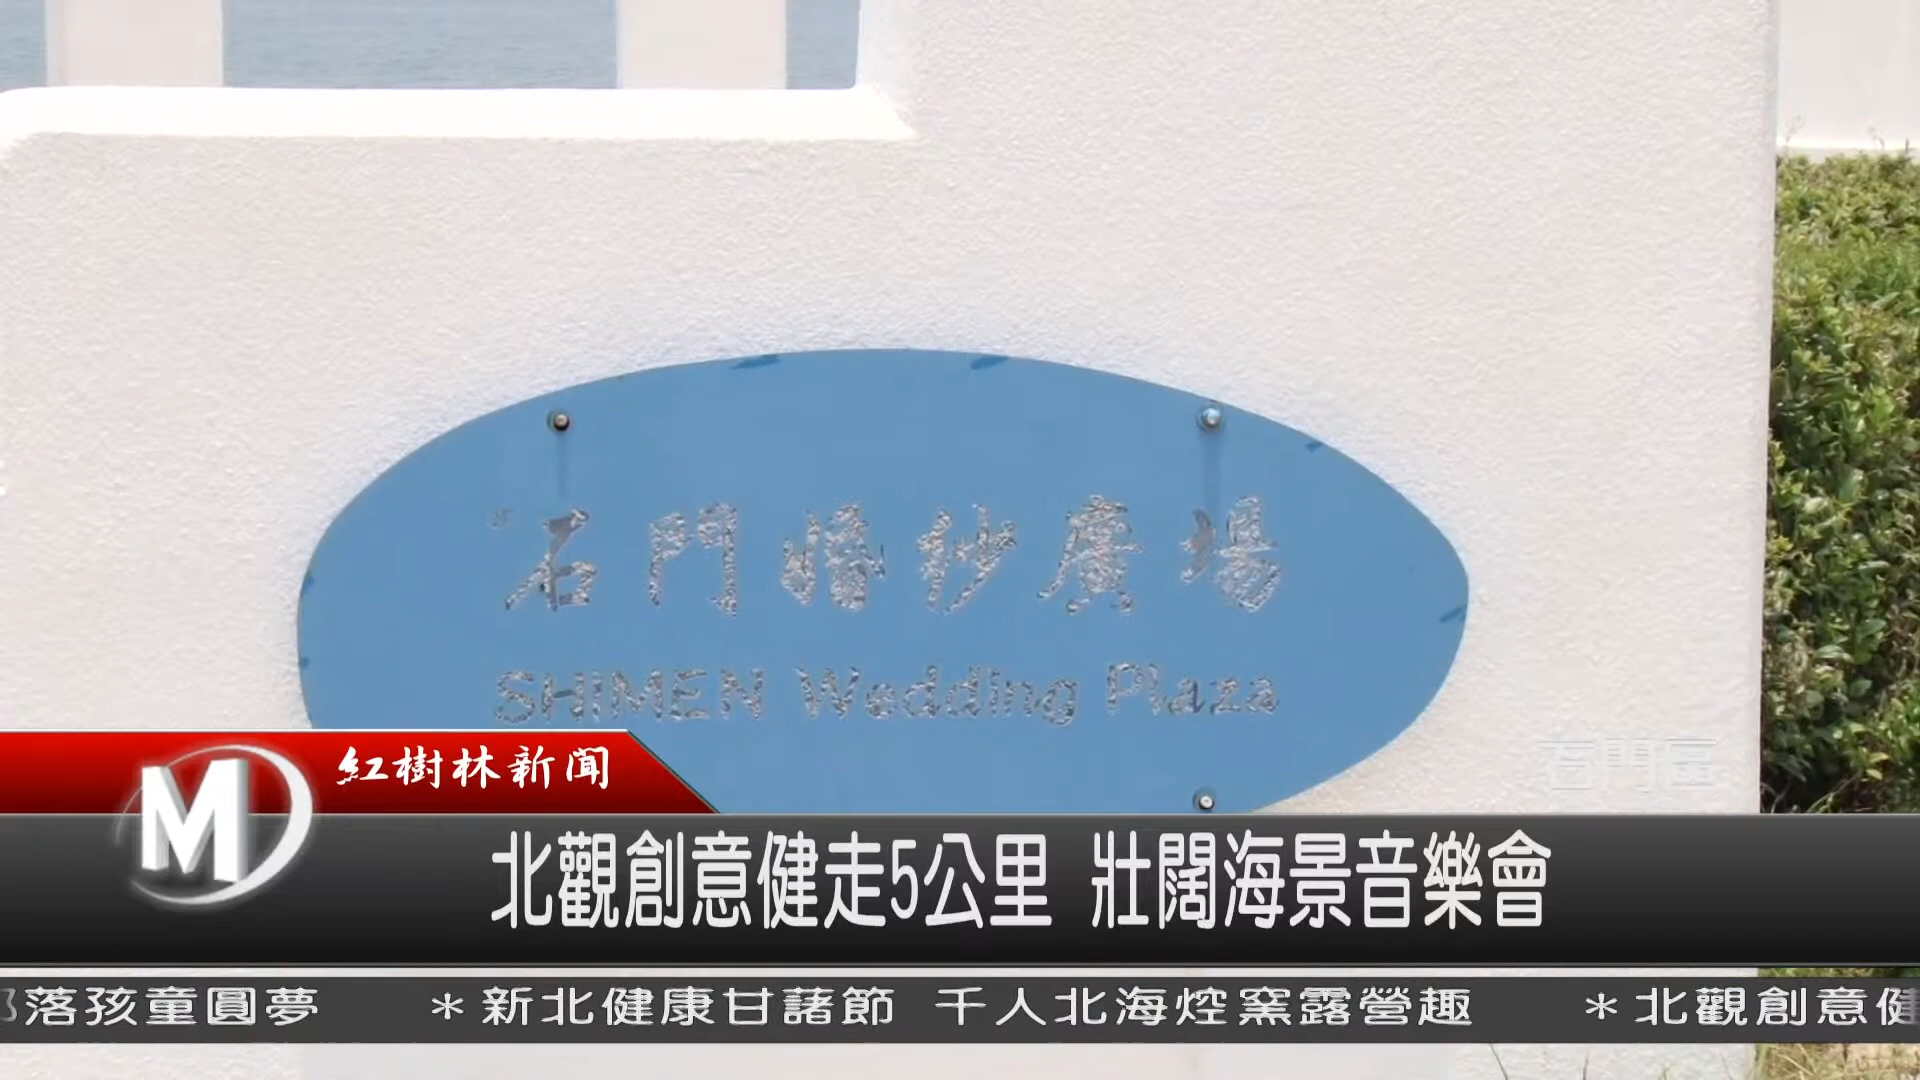 石門婚紗廣場
SHIMEN Wedding Plaza
石門區
M
紅樹林新聞
北觀創意健走5公里 壯闊海景音樂會
落孩童圓夢 *新北健康甘藷節 千人北海焢窯露營趣 *北觀創意健